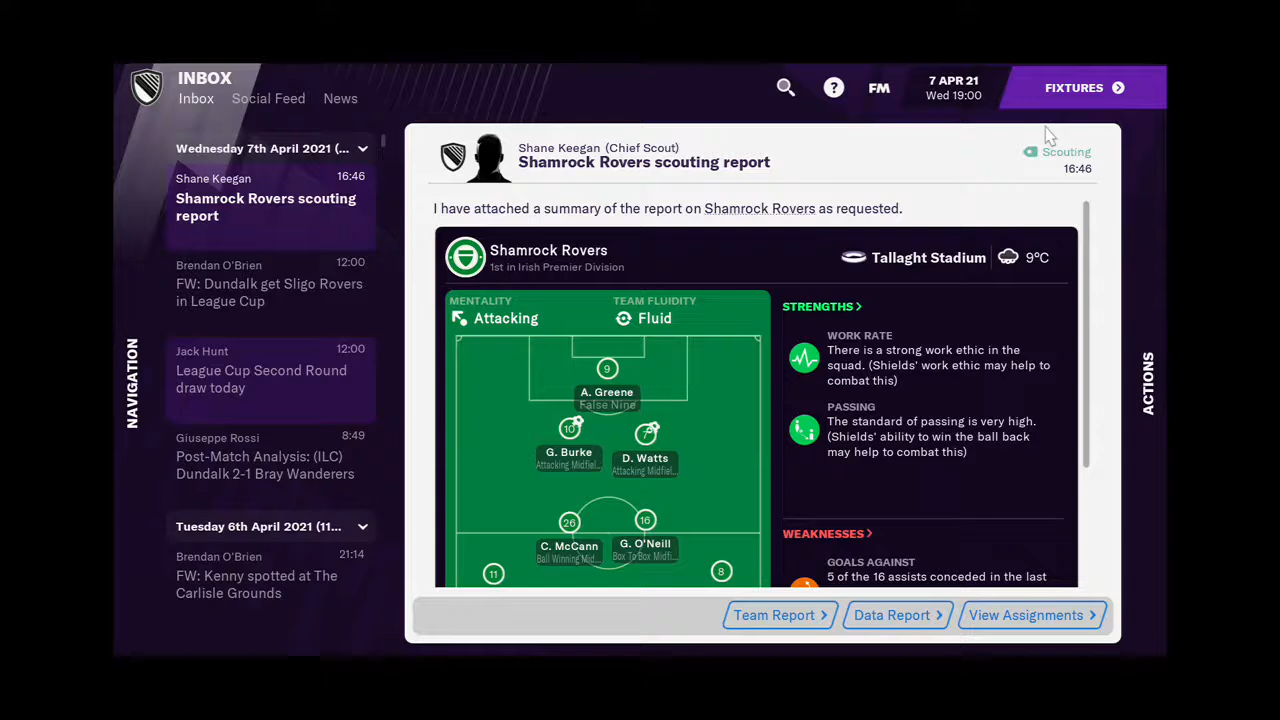 INBOX
Inbox Social Feed News
7 APR 21
Wed 19:00
FM
FIXTURES
NAVIGATION
Wednesday 7th April 2021 (...
Shane Keegan 16:46
Shamrock Rovers scouting
report
Brendan O'Brien 12:00
FW: Dundalk get Sligo Rovers
in League Cup
Jack Hunt 12:00
League Cup Second Round
draw today
Giuseppe Rossi 8:49
Post-Match Analysis: (ILC)
Dundalk 2-1 Bray Wanderers
Tuesday 6th April 2021 (11...
Brendan O'Brien 21:14
FW: Kenny spotted at The
Carlisle Grounds
Shane Keegan (Chief Scout)
Shamrock Rovers scouting report
Scouting
16:46
I have attached a summary of the report on Shamrock Rovers as requested.
Shamrock Rovers
1st in Irish Premier Division
Tallaght Stadium 9°C
MENTALITY
Attacking
TEAM FLUIDITY
Fluid
9
A. Greene
False Nine
10
G. Burke
Attacking Midfiel...
7
D. Watts
Attacking Midfiel...
26
C. McCann
Ball Winning Mid...
16
G. O'Neill
Box To Box Midfi...
11
8
STRENGTHS
WORK RATE
There is a strong work ethic in the
squad. (Shields' work ethic may help to
combat this)
PASSING
The standard of passing is very high.
(Shields' ability to win the ball back
may help to combat this)
WEAKNESSES
GOALS AGAINST
5 of the 16 assists conceded in the last
Team Report
Data Report
View Assignments
ACTIONS